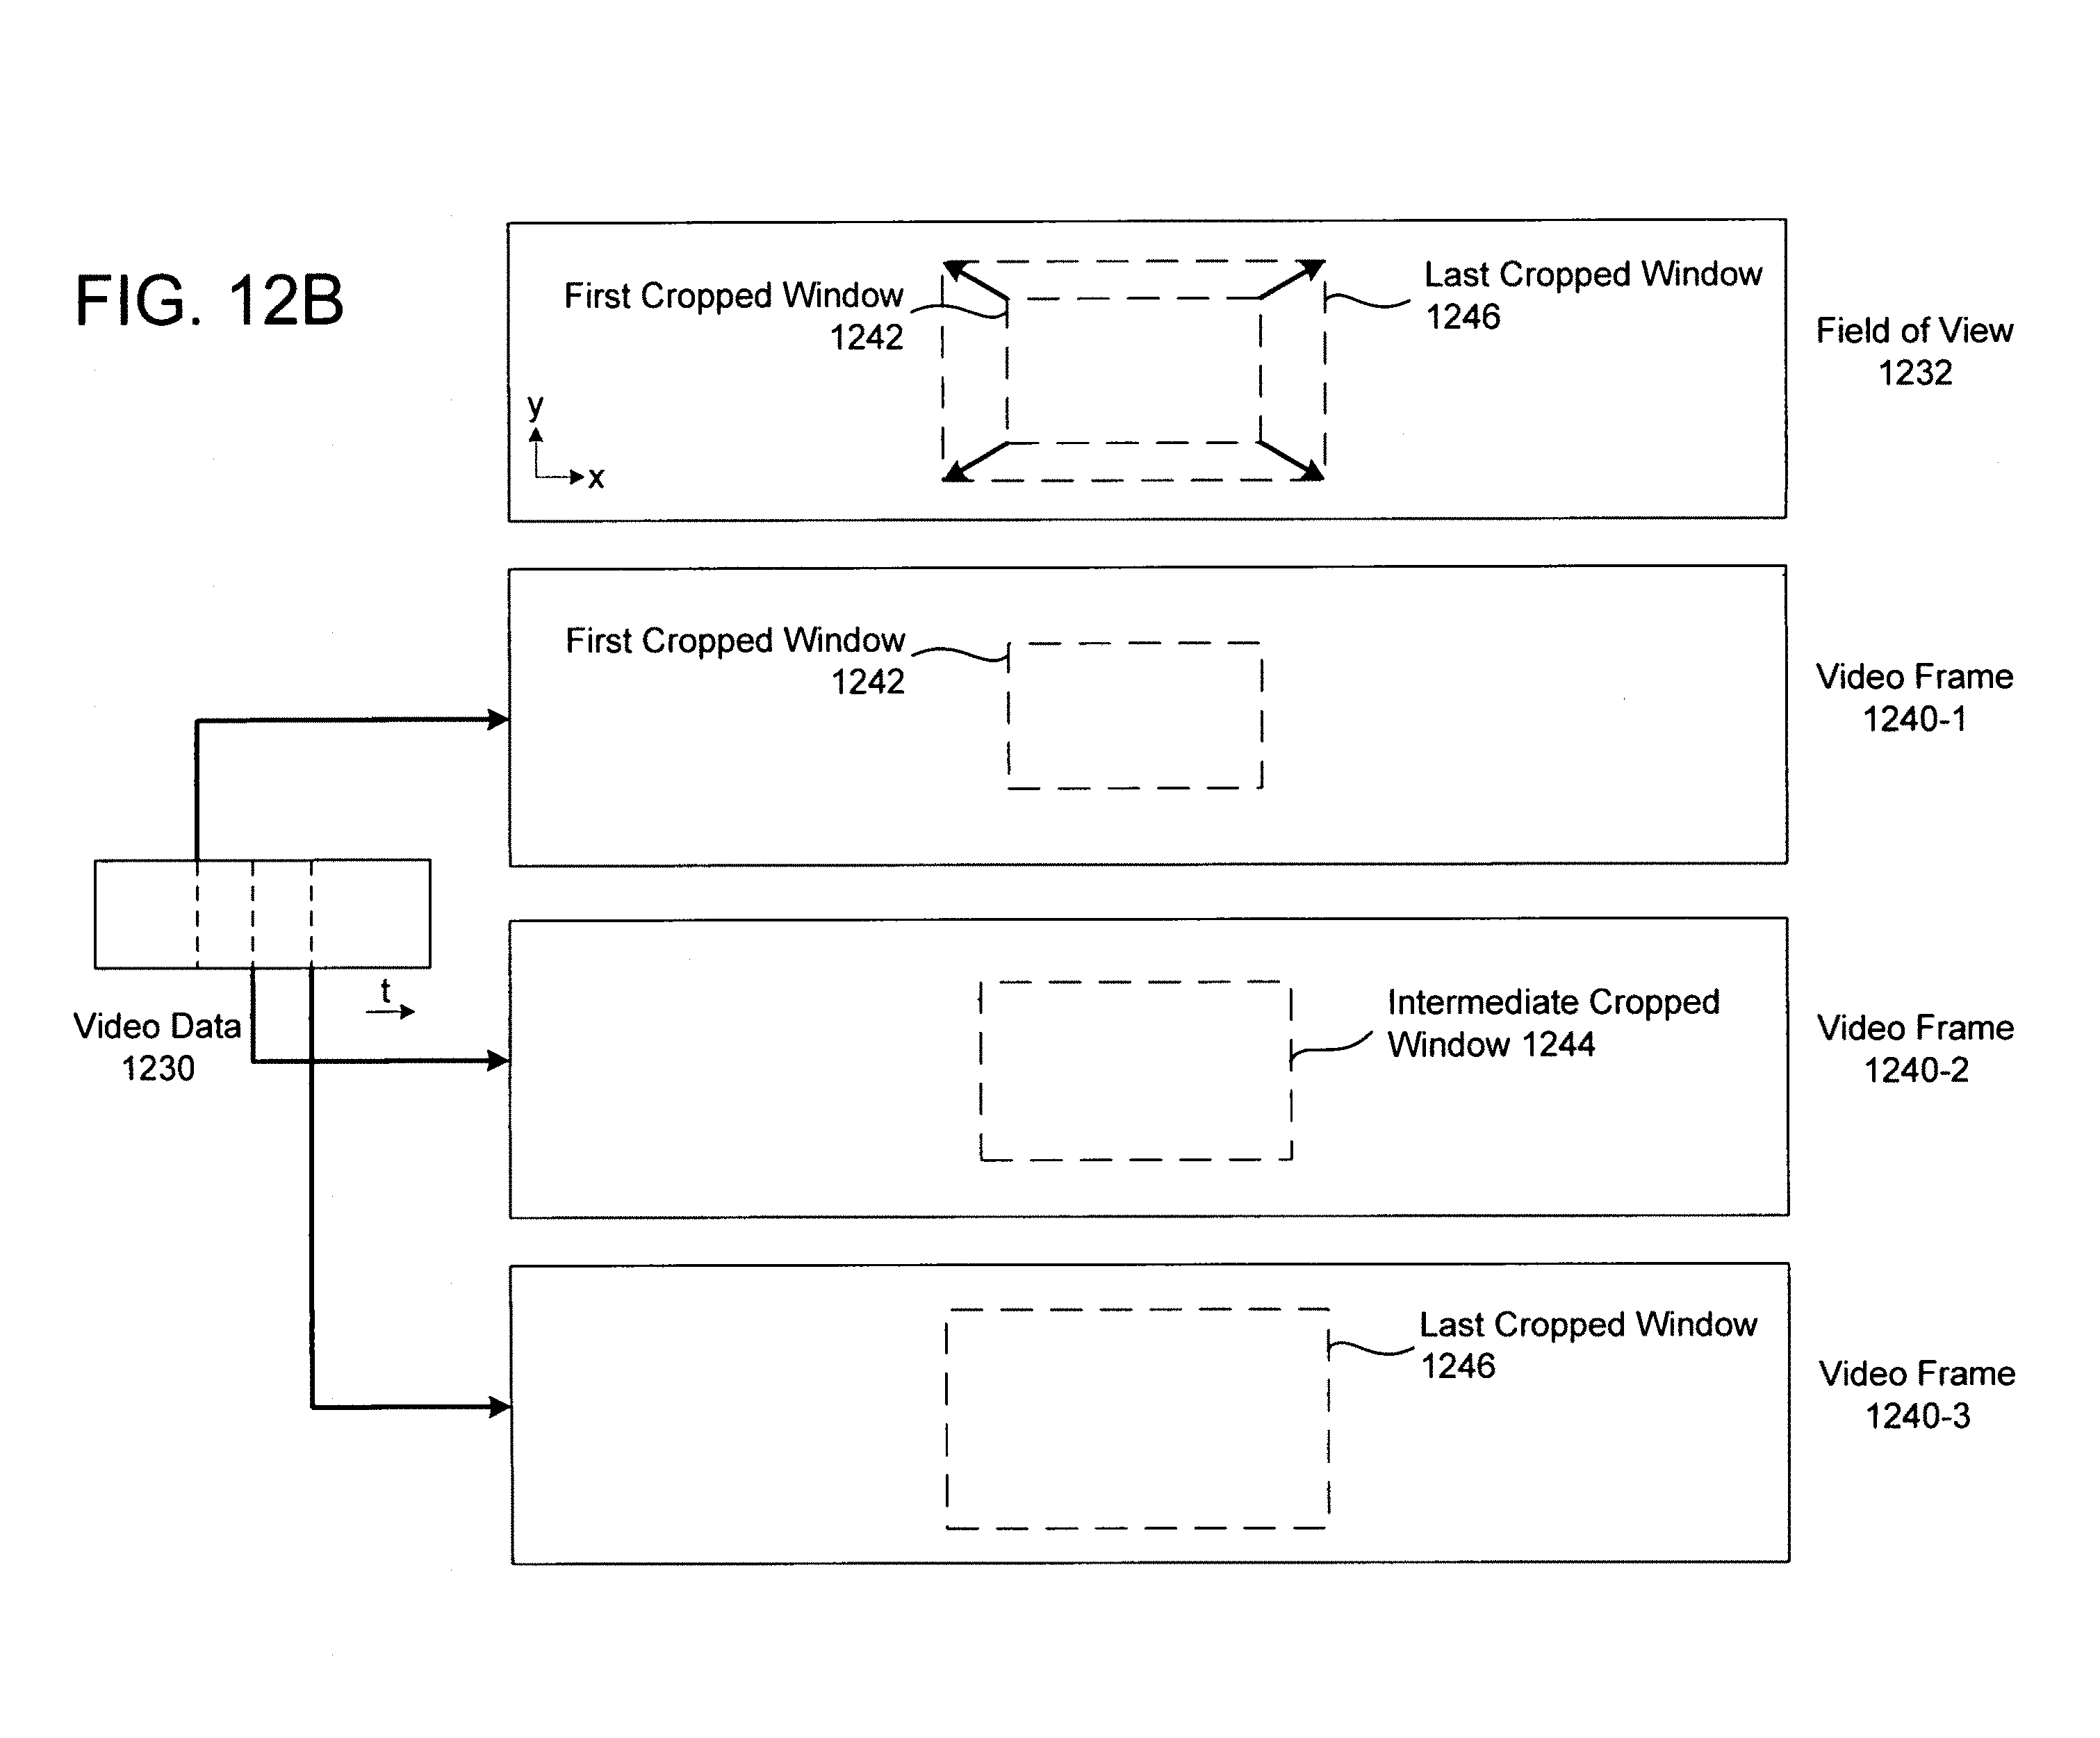 FIG. 12B
First Cropped Window
1242
Last Cropped Window
1246
Field of View
1232
y
x
First Cropped Window
1242
Video Frame
1240-1
t
Video Data
1230
Intermediate Cropped
Window 1244
Video Frame
1240-2
Last Cropped Window
1246
Video Frame
1240-3